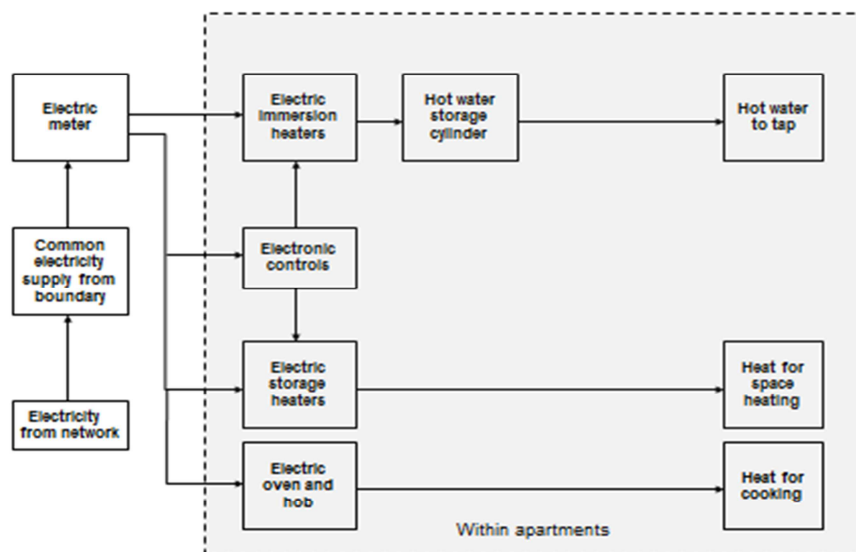 Electric
meter
Electric
immersion
heaters
Hot water
storage
cylinder
Hot water
to tap
Common
electricity
supply from
boundary
Electronic
controls
Electricity
from network
Electric
storage
heaters
Heat for
space
heating
Electric
oven and
hob
Heat for
cooking
Within apartments